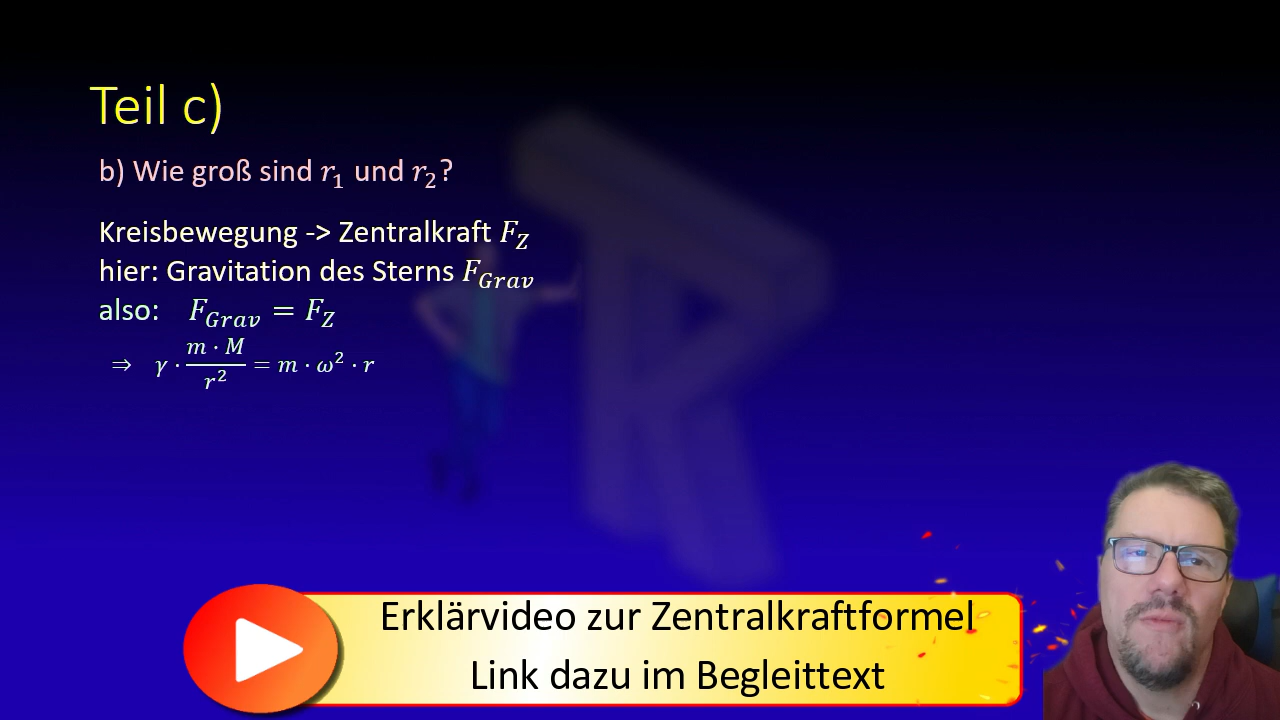 Teil c)
b) Wie groß sind r₁ und r₂?
Kreisbewegung -> Zentralkraft F_Z
hier: Gravitation des Sterns F_Grav
also: F_Grav = F_Z
⇒ γ · (m · M)/r² = m · ω² · r
Erklärvideo zur Zentralkraftformel
Link dazu im Begleittext